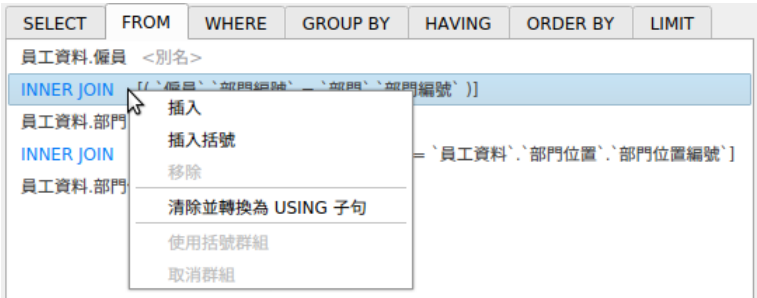 SELECT FROM WHERE GROUP BY HAVING ORDER BY LIMIT
員工資料.僱員 <別名>
INNER JOIN [( `僱員`.`部門編號` = `部門`.`部門編號` )]
插入
員工資料.部門
插入括號
INNER JOIN = `員工資料`.`部門位置`.`部門位置編號`]
移除
員工資料.部門
清除並轉換為 USING 子句
使用括號群組
取消群組